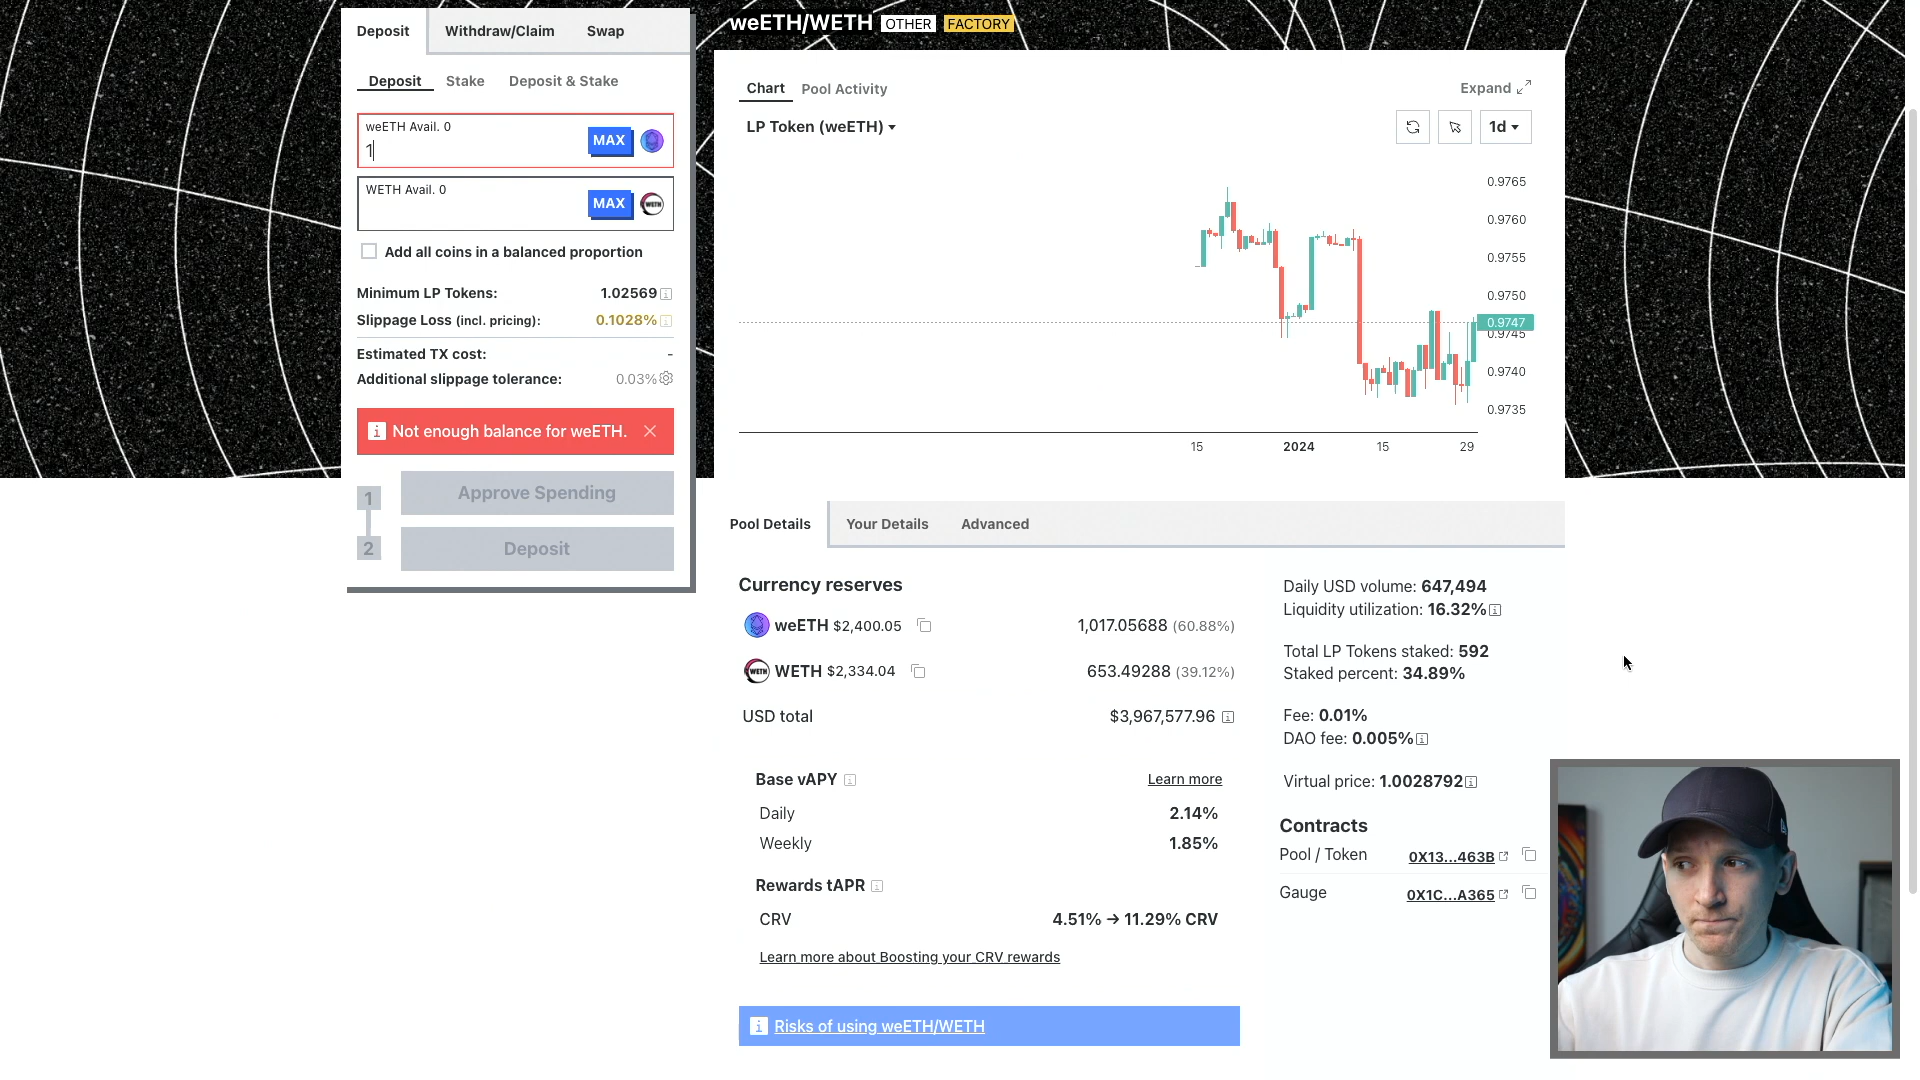 Deposit
Withdraw/Claim
Swap
Deposit
Stake
Deposit & Stake
weETH Avail. 0
1
MAX
WETH Avail. 0
MAX
WETH
Add all coins in a balanced proportion
Minimum LP Tokens:
1.02569
Slippage Loss (incl. pricing):
0.1028%
Estimated TX cost:
-
Additional slippage tolerance:
0.03%
Not enough balance for weETH.
1
Approve Spending
2
Deposit
weETH/WETH OTHER FACTORY
Chart
Pool Activity
Expand
LP Token (weETH)
1d
0.9765
0.9760
0.9755
0.9750
0.9747
0.9745
0.9740
0.9735
15
2024
15
29
Pool Details
Your Details
Advanced
Currency reserves
weETH $2,400.05
1,017.05688 (60.88%)
WETH
WETH $2,334.04
653.49288 (39.12%)
USD total
$3,967,577.96
Base vAPY
Learn more
Daily
2.14%
Weekly
1.85%
Rewards tAPR
CRV
4.51% → 11.29% CRV
Learn more about Boosting your CRV rewards
Risks of using weETH/WETH
Daily USD volume: 647,494
Liquidity utilization: 16.32%
Total LP Tokens staked: 592
Staked percent: 34.89%
Fee: 0.01%
DAO fee: 0.005%
Virtual price: 1.0028792
Contracts
Pool / Token
0X13...463B
Gauge
0X1C...A365